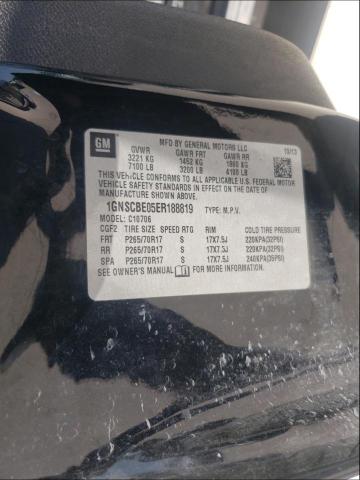 GM
MFD BY GENERAL MOTORS LLC 10/13
GVWR GAWR FRT GAWR RR
3221 KG 1452 KG 1860 KG
7100 LB 3200 LB 4100 LB
THIS VEHICLE CONFORMS TO ALL APPLICABLE U.S. FEDERAL MOTOR
VEHICLE SAFETY AND THEFT PREVENTION STANDARDS IN EFFECT ON
THE DATE OF MANUFACTURE SHOWN ABOVE.
1GNSCBE05ER188819 TYPE: M.P.V.
MODEL: C10706
CGF2 TIRE SIZE SPEED RTG RIM COLD TIRE PRESSURE
FRT P265/70R17 S 17X7.5J 220KPA(32PSI)
RR P265/70R17 S 17X7.5J 220KPA(32PSI)
SPA P265/70R17 S 17X7.5J 240KPA(35PSI)
SEE OWNER'S MANUAL FOR MORE INFORMATION.